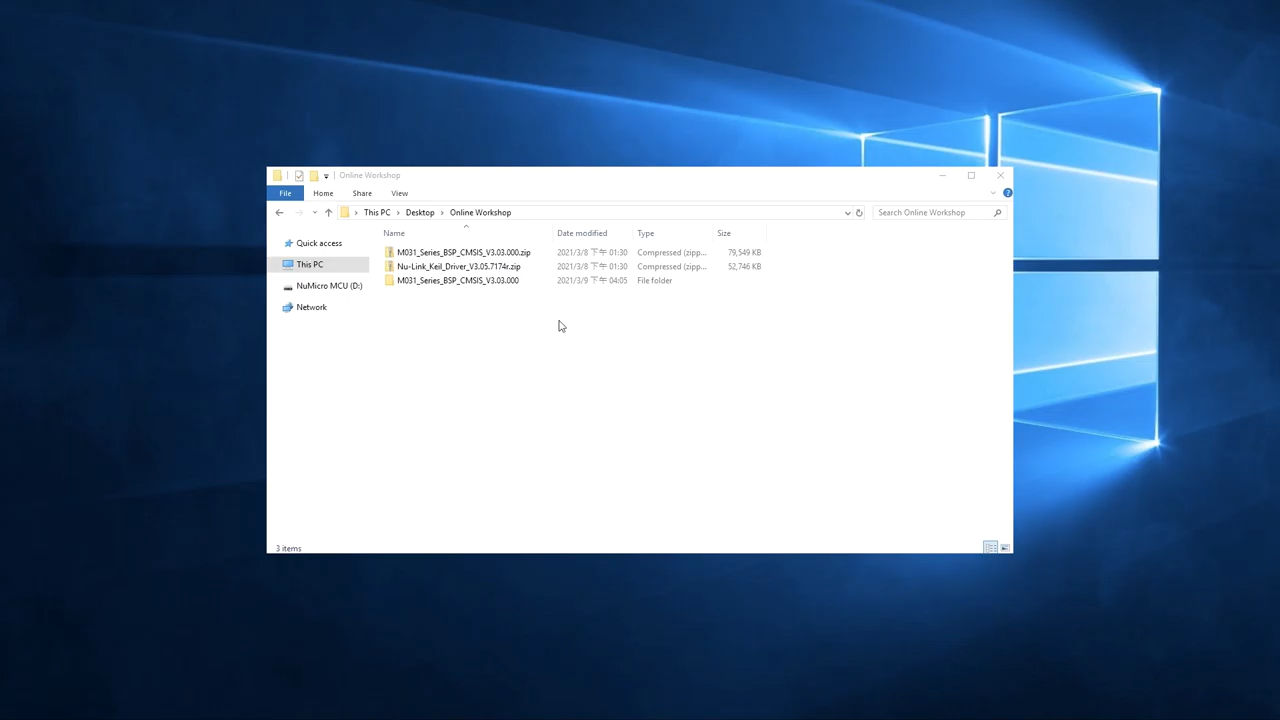 Online Workshop
File Home Share View
This PC Desktop Online Workshop Search Online Workshop
Name Date modified Type Size
Quick access
This PC
NuMicro MCU (D:)
Network
M031_Series_BSP_CMSIS_V3.03.000.zip 2021/3/8 下午 01:30 Compressed (zipp... 79,549 KB
Nu-Link_Keil_Driver_V3.05.7174r.zip 2021/3/8 下午 01:30 Compressed (zipp... 52,746 KB
M031_Series_BSP_CMSIS_V3.03.000 2021/3/9 下午 04:05 File folder
3 items